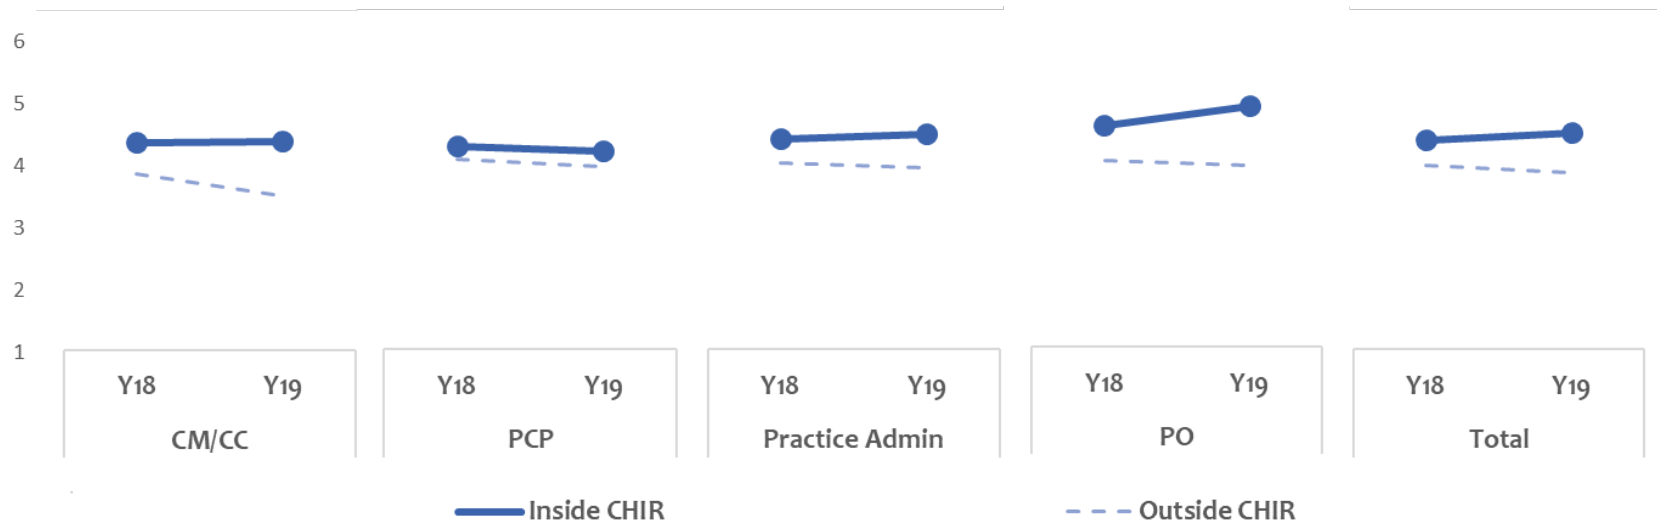 6
5
4
3
2
1
Y18 Y19 Y18 Y19 Y18 Y19 Y18 Y19 Y18 Y19
CM/CC PCP Practice Admin PO Total
Inside CHIR Outside CHIR